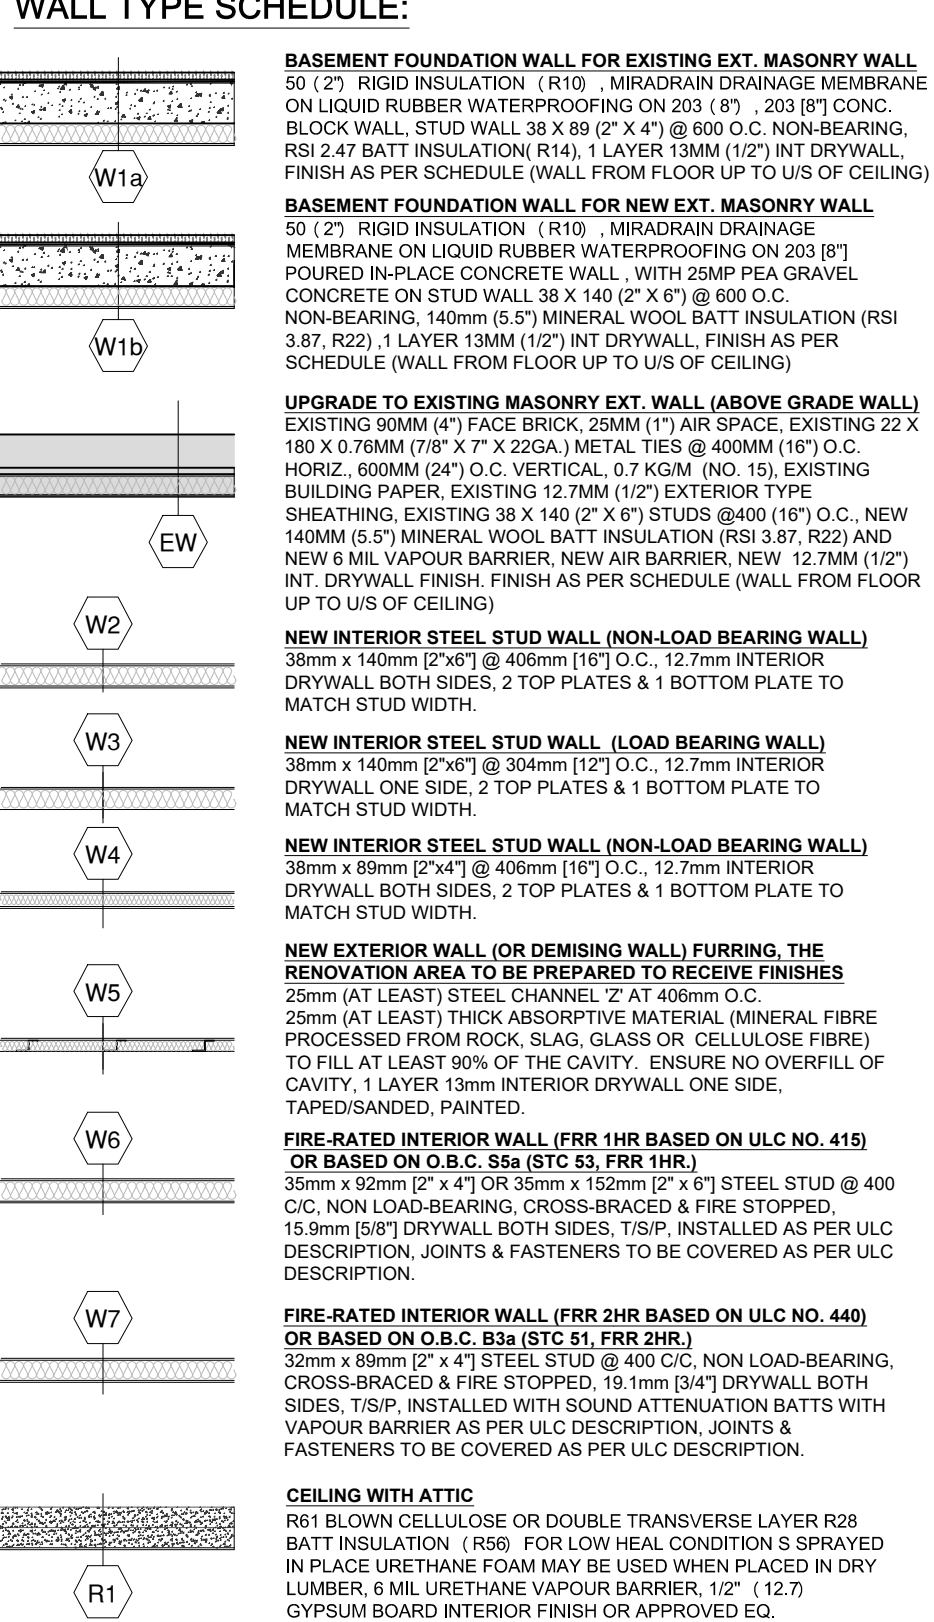 WALL TYPE SCHEDULE:
W1a
BASEMENT FOUNDATION WALL FOR EXISTING EXT. MASONRY WALL
50 (2") RIGID INSULATION (R10) , MIRADRAIN DRAINAGE MEMBRANE
ON LIQUID RUBBER WATERPROOFING ON 203 (8") , 203 [8"] CONC.
BLOCK WALL, STUD WALL 38 X 89 (2" X 4") @ 600 O.C. NON-BEARING,
RSI 2.47 BATT INSULATION( R14), 1 LAYER 13MM (1/2") INT DRYWALL,
FINISH AS PER SCHEDULE (WALL FROM FLOOR UP TO U/S OF CEILING)
W1b
BASEMENT FOUNDATION WALL FOR NEW EXT. MASONRY WALL
50 (2") RIGID INSULATION (R10) , MIRADRAIN DRAINAGE
MEMBRANE ON LIQUID RUBBER WATERPROOFING ON 203 [8"]
POURED IN-PLACE CONCRETE WALL , WITH 25MP PEA GRAVEL
CONCRETE ON STUD WALL 38 X 140 (2" X 6") @ 600 O.C.
NON-BEARING, 140mm (5.5") MINERAL WOOL BATT INSULATION (RSI
3.87, R22) ,1 LAYER 13MM (1/2") INT DRYWALL, FINISH AS PER
SCHEDULE (WALL FROM FLOOR UP TO U/S OF CEILING)
EW
UPGRADE TO EXISTING MASONRY EXT. WALL (ABOVE GRADE WALL)
EXISTING 90MM (4") FACE BRICK, 25MM (1") AIR SPACE, EXISTING 22 X
180 X 0.76MM (7/8" X 7" X 22GA.) METAL TIES @ 400MM (16") O.C.
HORIZ., 600MM (24") O.C. VERTICAL, 0.7 KG/M (NO. 15), EXISTING
BUILDING PAPER, EXISTING 12.7MM (1/2") EXTERIOR TYPE
SHEATHING, EXISTING 38 X 140 (2" X 6") STUDS @400 (16") O.C., NEW
140MM (5.5") MINERAL WOOL BATT INSULATION (RSI 3.87, R22) AND
NEW 6 MIL VAPOUR BARRIER, NEW AIR BARRIER, NEW 12.7MM (1/2")
INT. DRYWALL FINISH. FINISH AS PER SCHEDULE (WALL FROM FLOOR
UP TO U/S OF CEILING)
W2
NEW INTERIOR STEEL STUD WALL (NON-LOAD BEARING WALL)
38mm x 140mm [2"x6"] @ 406mm [16"] O.C., 12.7mm INTERIOR
DRYWALL BOTH SIDES, 2 TOP PLATES & 1 BOTTOM PLATE TO
MATCH STUD WIDTH.
W3
NEW INTERIOR STEEL STUD WALL (LOAD BEARING WALL)
38mm x 140mm [2"x6"] @ 304mm [12"] O.C., 12.7mm INTERIOR
DRYWALL ONE SIDE, 2 TOP PLATES & 1 BOTTOM PLATE TO
MATCH STUD WIDTH.
W4
NEW INTERIOR STEEL STUD WALL (NON-LOAD BEARING WALL)
38mm x 89mm [2"x4"] @ 406mm [16"] O.C., 12.7mm INTERIOR
DRYWALL BOTH SIDES, 2 TOP PLATES & 1 BOTTOM PLATE TO
MATCH STUD WIDTH.
W5
NEW EXTERIOR WALL (OR DEMISING WALL) FURRING, THE
RENOVATION AREA TO BE PREPARED TO RECEIVE FINISHES
25mm (AT LEAST) STEEL CHANNEL 'Z' AT 406mm O.C.
25mm (AT LEAST) THICK ABSORPTIVE MATERIAL (MINERAL FIBRE
PROCESSED FROM ROCK, SLAG, GLASS OR CELLULOSE FIBRE)
TO FILL AT LEAST 90% OF THE CAVITY. ENSURE NO OVERFILL OF
CAVITY, 1 LAYER 13mm INTERIOR DRYWALL ONE SIDE,
TAPED/SANDED, PAINTED.
W6
FIRE-RATED INTERIOR WALL (FRR 1HR BASED ON ULC NO. 415)
OR BASED ON O.B.C. S5a (STC 53, FRR 1HR.)
35mm x 92mm [2" x 4"] OR 35mm x 152mm [2" x 6"] STEEL STUD @ 400
C/C, NON LOAD-BEARING, CROSS-BRACED & FIRE STOPPED,
15.9mm [5/8"] DRYWALL BOTH SIDES, T/S/P, INSTALLED AS PER ULC
DESCRIPTION, JOINTS & FASTENERS TO BE COVERED AS PER ULC
DESCRIPTION.
W7
FIRE-RATED INTERIOR WALL (FRR 2HR BASED ON ULC NO. 440)
OR BASED ON O.B.C. B3a (STC 51, FRR 2HR.)
32mm x 89mm [2" x 4"] STEEL STUD @ 400 C/C, NON LOAD-BEARING,
CROSS-BRACED & FIRE STOPPED, 19.1mm [3/4"] DRYWALL BOTH
SIDES, T/S/P, INSTALLED WITH SOUND ATTENUATION BATTS WITH
VAPOUR BARRIER AS PER ULC DESCRIPTION, JOINTS &
FASTENERS TO BE COVERED AS PER ULC DESCRIPTION.
R1
CEILING WITH ATTIC
R61 BLOWN CELLULOSE OR DOUBLE TRANSVERSE LAYER R28
BATT INSULATION (R56) FOR LOW HEAL CONDITION S SPRAYED
IN PLACE URETHANE FOAM MAY BE USED WHEN PLACED IN DRY
LUMBER, 6 MIL URETHANE VAPOUR BARRIER, 1/2" (12.7)
GYPSUM BOARD INTERIOR FINISH OR APPROVED EQ.